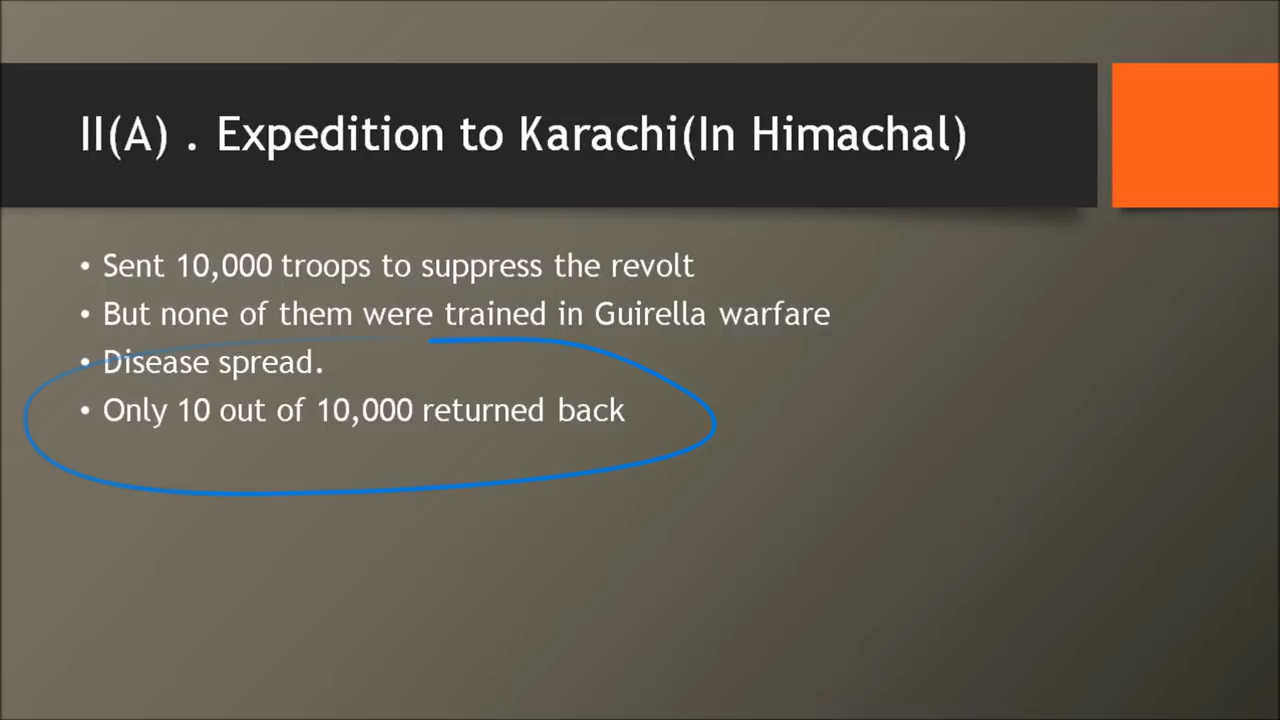 II(A) . Expedition to Karachi(In Himachal)
• Sent 10,000 troops to suppress the revolt
• But none of them were trained in Guirella warfare
• Disease spread.
• Only 10 out of 10,000 returned back